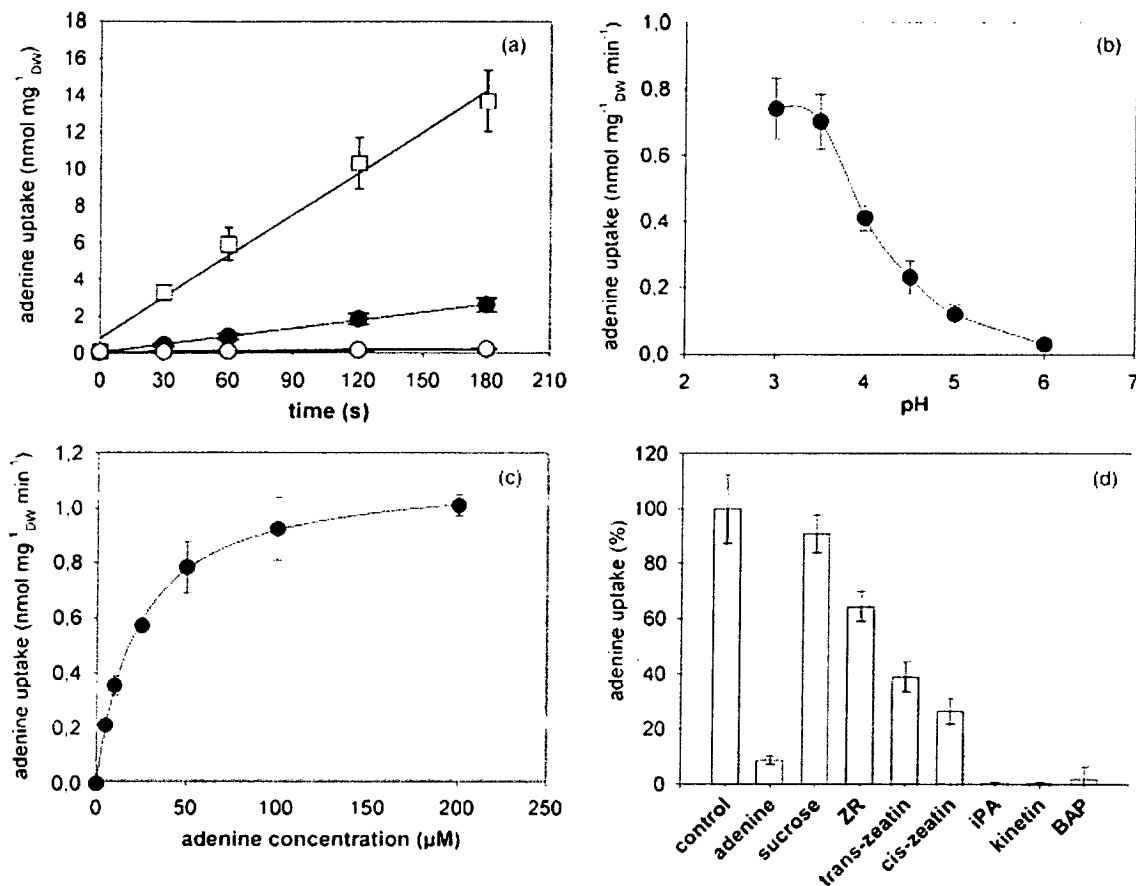 18
16
14
12
10
8
6
4
2
0
adenine uptake (nmol mg⁻¹DW)
(a)
0 30 60 90 120 150 180 210
time (s)
1,0
0,8
0,6
0,4
0,2
0,0
adenine uptake (nmol mg⁻¹DW min⁻¹)
(b)
2 3 4 5 6 7
pH
1,2
1.0
0.8
0.6
0.4
0.2
0.0
adenine uptake (nmol mg⁻¹DW min⁻¹)
(c)
0 50 100 150 200 250
adenine concentration (µM)
120
100
80
60
40
20
0
adenine uptake (%)
(d)
control
adenine
sucrose
ZR
trans-zeatin
cis-zeatin
iPA
kinetin
BAP